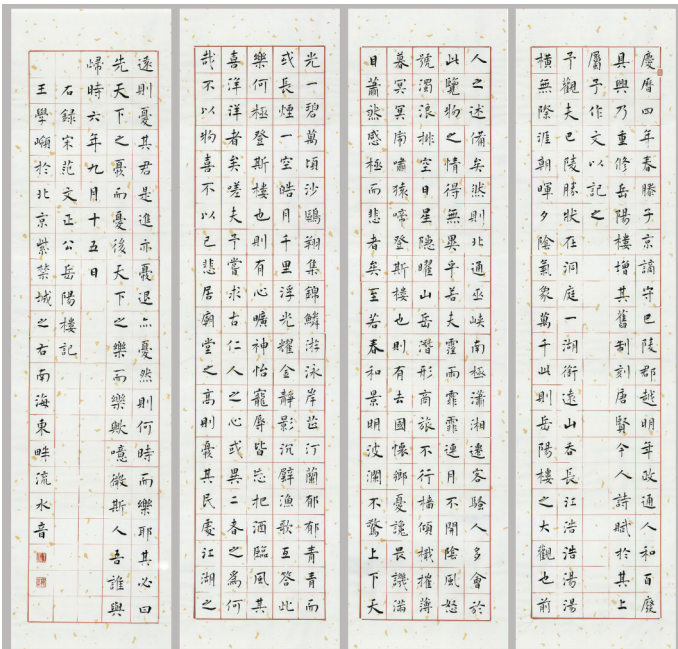 慶曆四年春滕子京謫守巴陵郡越明年政通人和百廢
具興乃重修岳陽樓增其舊制刻唐賢今人詩賦於其上
屬予作文以記之
予觀夫巴陵勝狀在洞庭一湖銜遠山吞長江浩浩湯湯
橫無際涯朝暉夕陰氣象萬千此則岳陽樓之大觀也前
人之述備矣然則北通巫峽南極瀟湘遷客騷人多會於
此覽物之情得無異乎若夫霪雨霏霏連月不開陰風怒
號濁浪排空日星隱曜山岳潛形商旅不行檣傾楫摧薄
暮冥冥虎嘯猿啼登斯樓也則有去國懷鄉憂讒畏譏滿
目蕭然感極而悲者矣至若春和景明波瀾不驚上下天
光一碧萬頃沙鷗翔集錦鱗游泳岸芷汀蘭郁郁青青而
或長煙一空皓月千里浮光耀金靜影沉璧漁歌互答此
樂何極登斯樓也則有心曠神怡寵辱皆忘把酒臨風其
喜洋洋者矣嗟夫予嘗求古仁人之心或異二者之為何
哉不以物喜不以己悲居廟堂之高則憂其民處江湖之
遠則憂其君是進亦憂退亦憂然則何時而樂耶其必曰
先天下之憂而憂後天下之樂而樂歟噫微斯人吾誰與
歸時六年九月十五日
右錄宋范文正公岳陽樓記
王學嶺於北京紫禁城之右南海東畔流水音